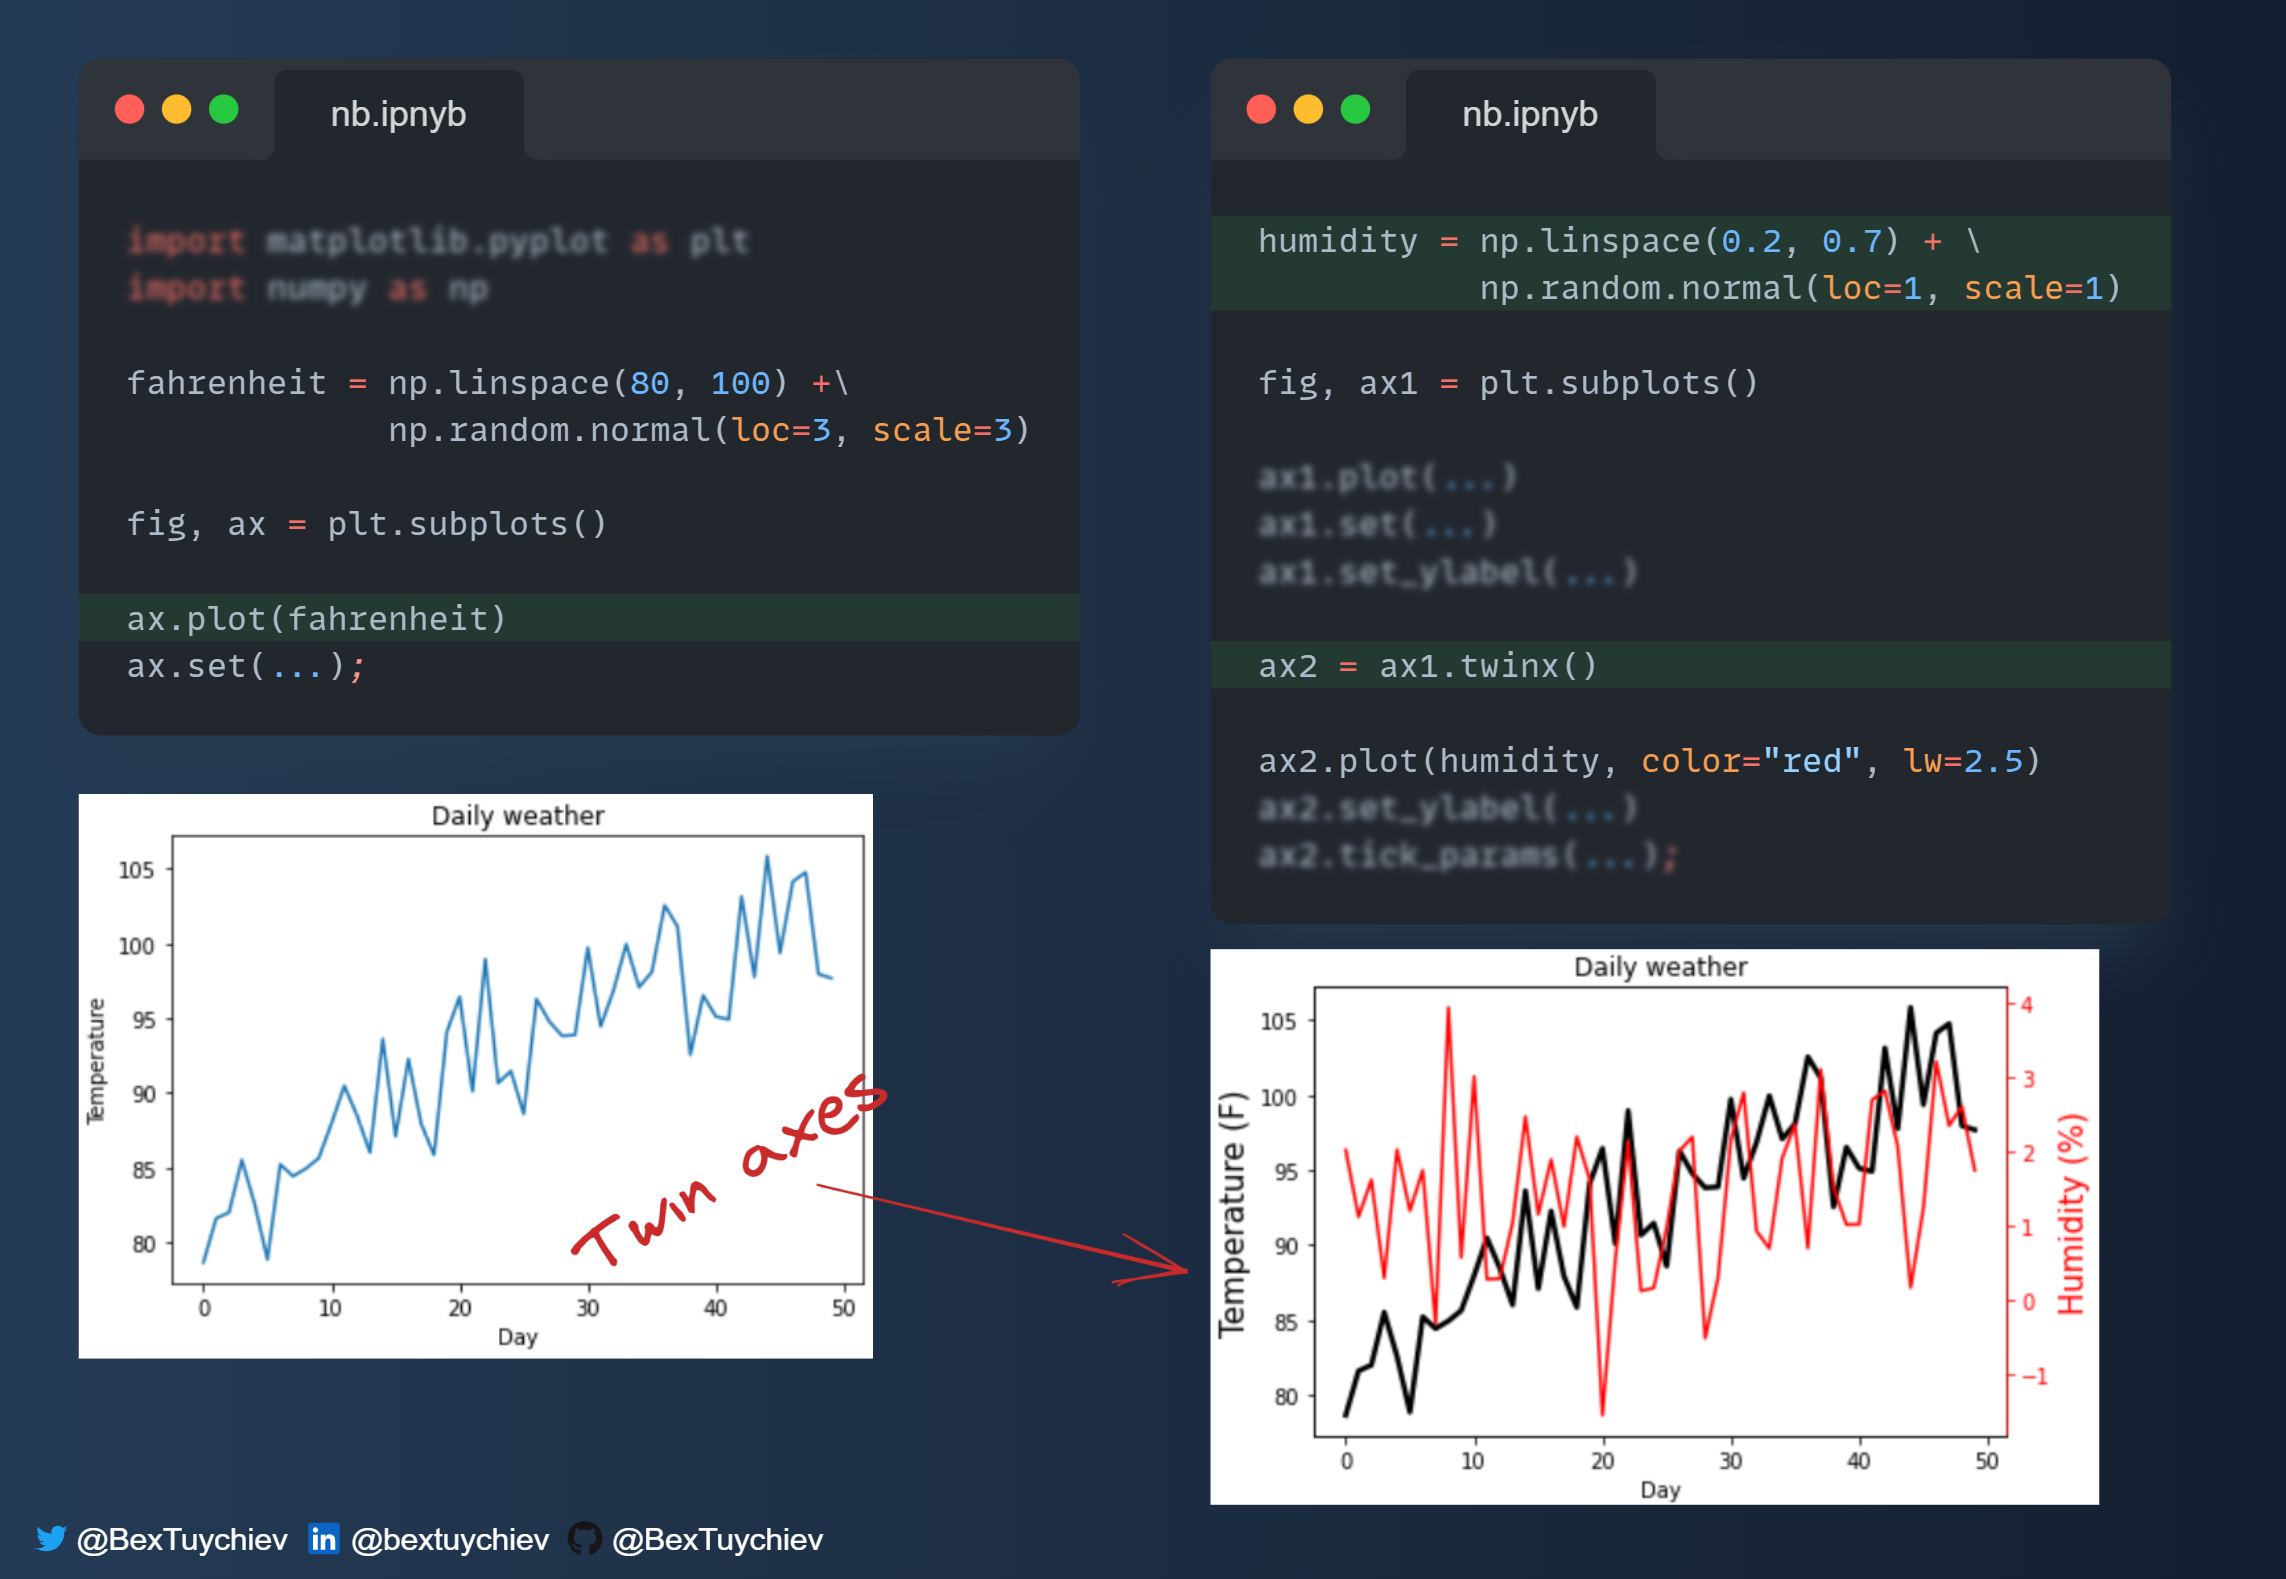 nb.ipnyb
import matplotlib.pyplot as plt
import numpy as np
fahrenheit = np.linspace(80, 100) +\
np.random.normal(loc=3, scale=3)
fig, ax = plt.subplots()
ax.plot(fahrenheit)
ax.set(...);
Daily weather
105
100
95
90
85
80
Temperature
0 10 20 30 40 50
Day
Twin axes
nb.ipnyb
humidity = np.linspace(0.2, 0.7) + \
np.random.normal(loc=1, scale=1)
fig, ax1 = plt.subplots()
ax1.plot(...)
ax1.set(...)
ax1.set_ylabel(...)
ax2 = ax1.twinx()
ax2.plot(humidity, color="red", lw=2.5)
ax2.set_ylabel(...)
ax2.tick_params(...);
Daily weather
105
100
95
90
85
80
Temperature (F)
4
3
2
1
0
−1
Humidity (%)
0 10 20 30 40 50
Day
@BexTuychiev in @bextuychiev @BexTuychiev